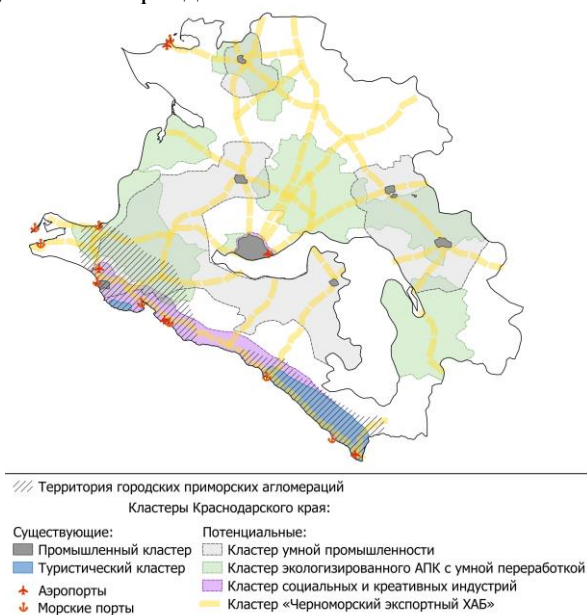 Территория городских приморских агломераций
Кластеры Краснодарского края:
Существующие:
Промышленный кластер
Туристический кластер
Аэропорты
Морские порты
Потенциальные:
Кластер умной промышленности
Кластер экологизированного АПК с умной переработкой
Кластер социальных и креативных индустрий
Кластер «Черноморский экспортный ХАБ»